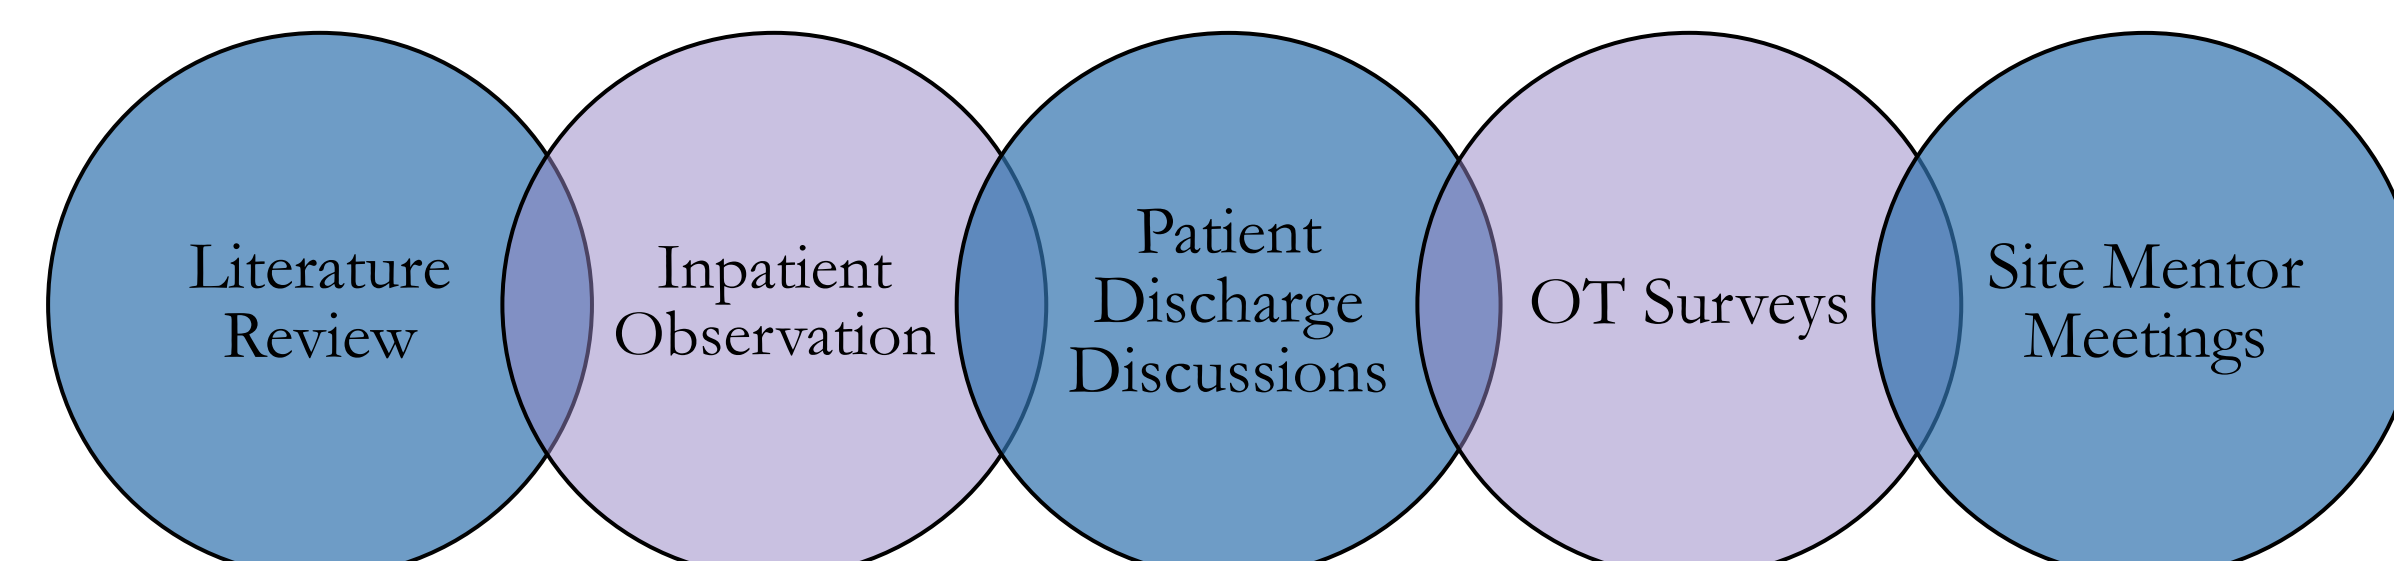 Literature
Review
Inpatient
Observation
Patient
Discharge
Discussions
OT Surveys
Site Mentor
Meetings